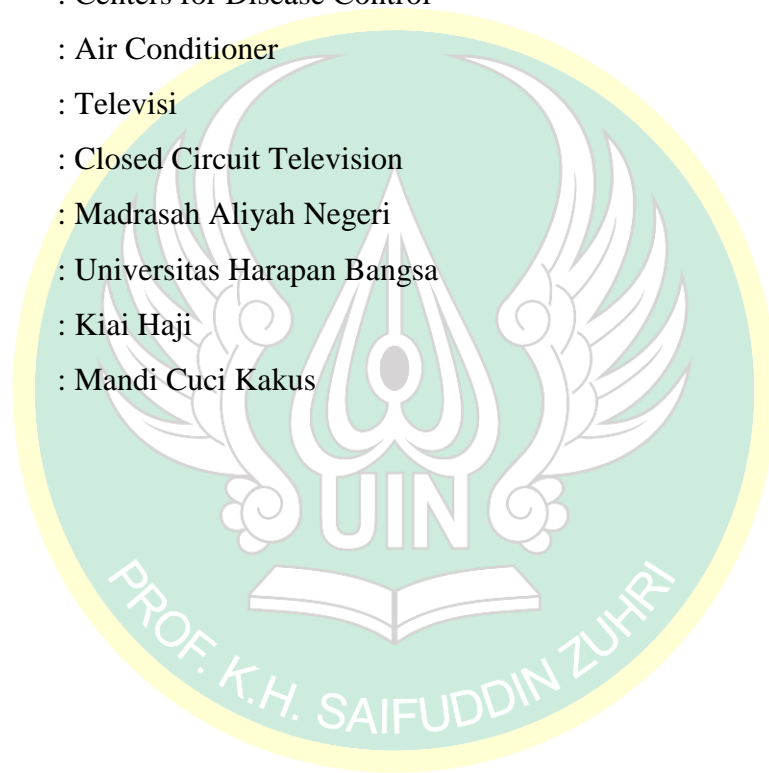 : Centers for Disease Control
: Air Conditioner
: Televisi
: Closed Circuit Television
: Madrasah Aliyah Negeri
: Universitas Harapan Bangsa
: Kiai Haji
: Mandi Cuci Kakus
UIN
PROF. K.H. SAIFUDDIN ZUHRI